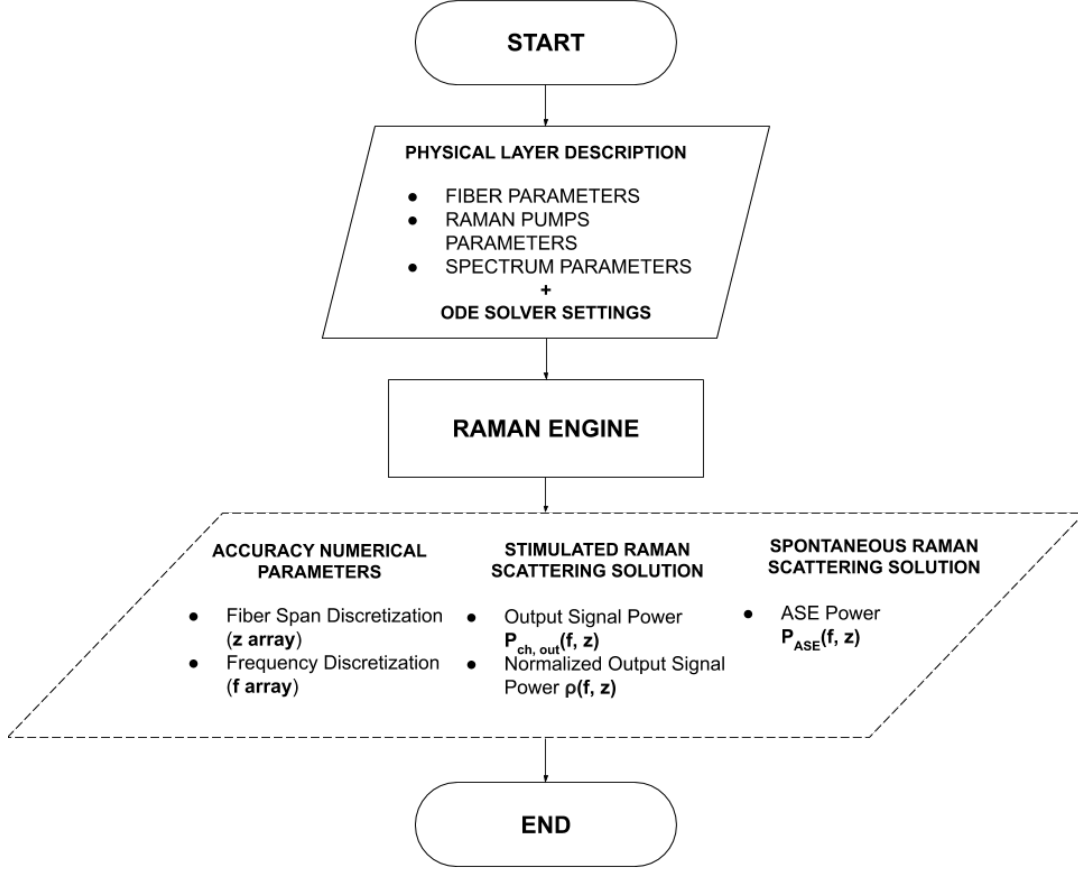 START
PHYSICAL LAYER DESCRIPTION
● FIBER PARAMETERS
● RAMAN PUMPS
PARAMETERS
● SPECTRUM PARAMETERS
+
ODE SOLVER SETTINGS
RAMAN ENGINE
ACCURACY NUMERICAL
PARAMETERS
● Fiber Span Discretization
(z array)
● Frequency Discretization
(f array)
STIMULATED RAMAN
SCATTERING SOLUTION
● Output Signal Power
P_ch, out(f, z)
● Normalized Output Signal
Power ρ(f, z)
SPONTANEOUS RAMAN
SCATTERING SOLUTION
● ASE Power
P_ASE(f, z)
END